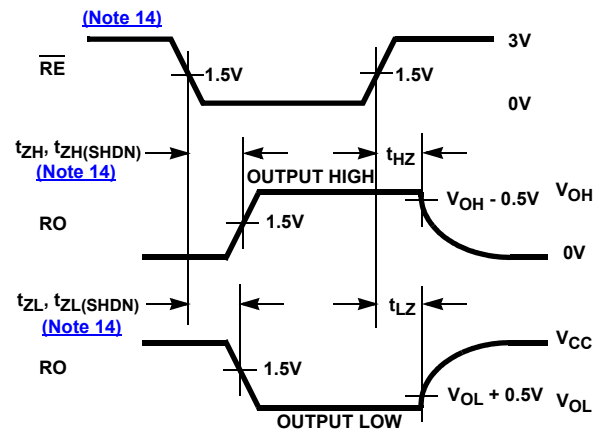 (Note 14)
3V
RE
1.5V
1.5V
0V
tZH, tZH(SHDN)
(Note 14)
tHZ
OUTPUT HIGH
VOH - 0.5V
VOH
1.5V
RO
0V
tZL, tZL(SHDN)
(Note 14)
tLZ
VCC
RO
1.5V
VOL + 0.5V
VOL
OUTPUT LOW